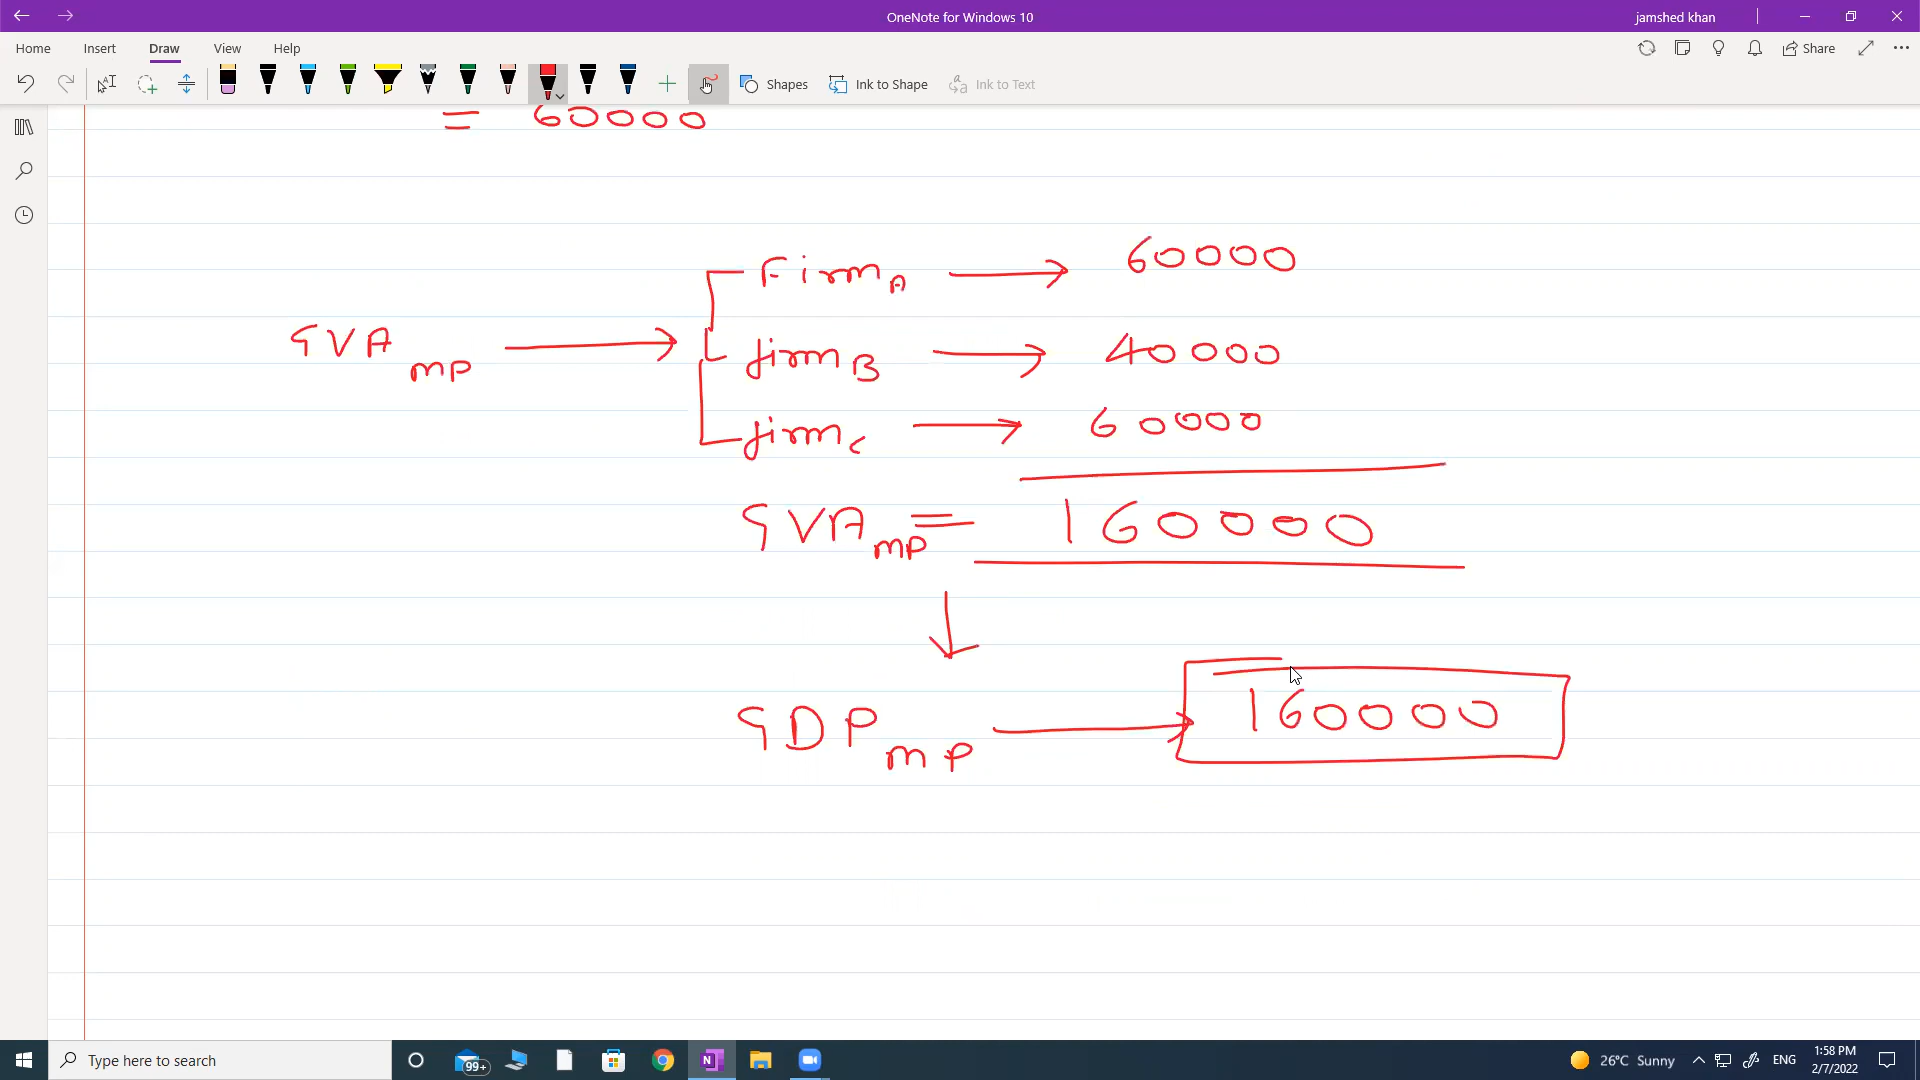 OneNote for Windows 10
jamshed khan
Home Insert Draw View Help
Share
Shapes
Ink to Shape
Ink to Text
= 60000
Firm A → 60000
GVA mp →
firm B → 40000
firm C → 60000
GVA mp = 160000
↓
GDP mp → 160000
Type here to search
99+
26°C Sunny
ENG
1:58 PM
2/7/2022